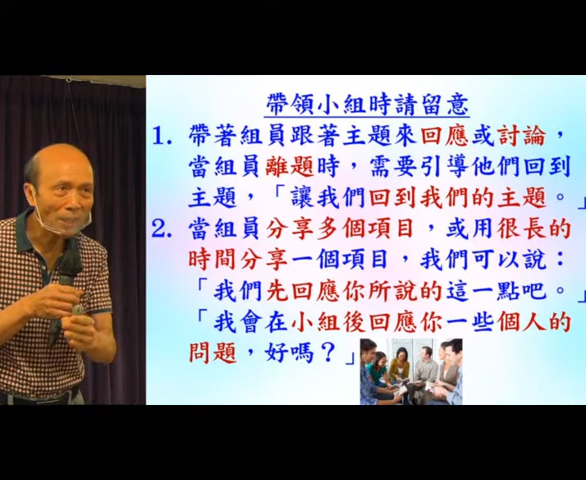 帶領小組時請留意
1. 帶著組員跟著主題來回應或討論，
當組員離題時，需要引導他們回到
主題，「讓我們回到我們的主題。」
2. 當組員分享多個項目，或用很長的
時間分享一個項目，我們可以說：
「我們先回應你所說的這一點吧。」
「我會在小組後回應你一些個人的
問題，好嗎？」